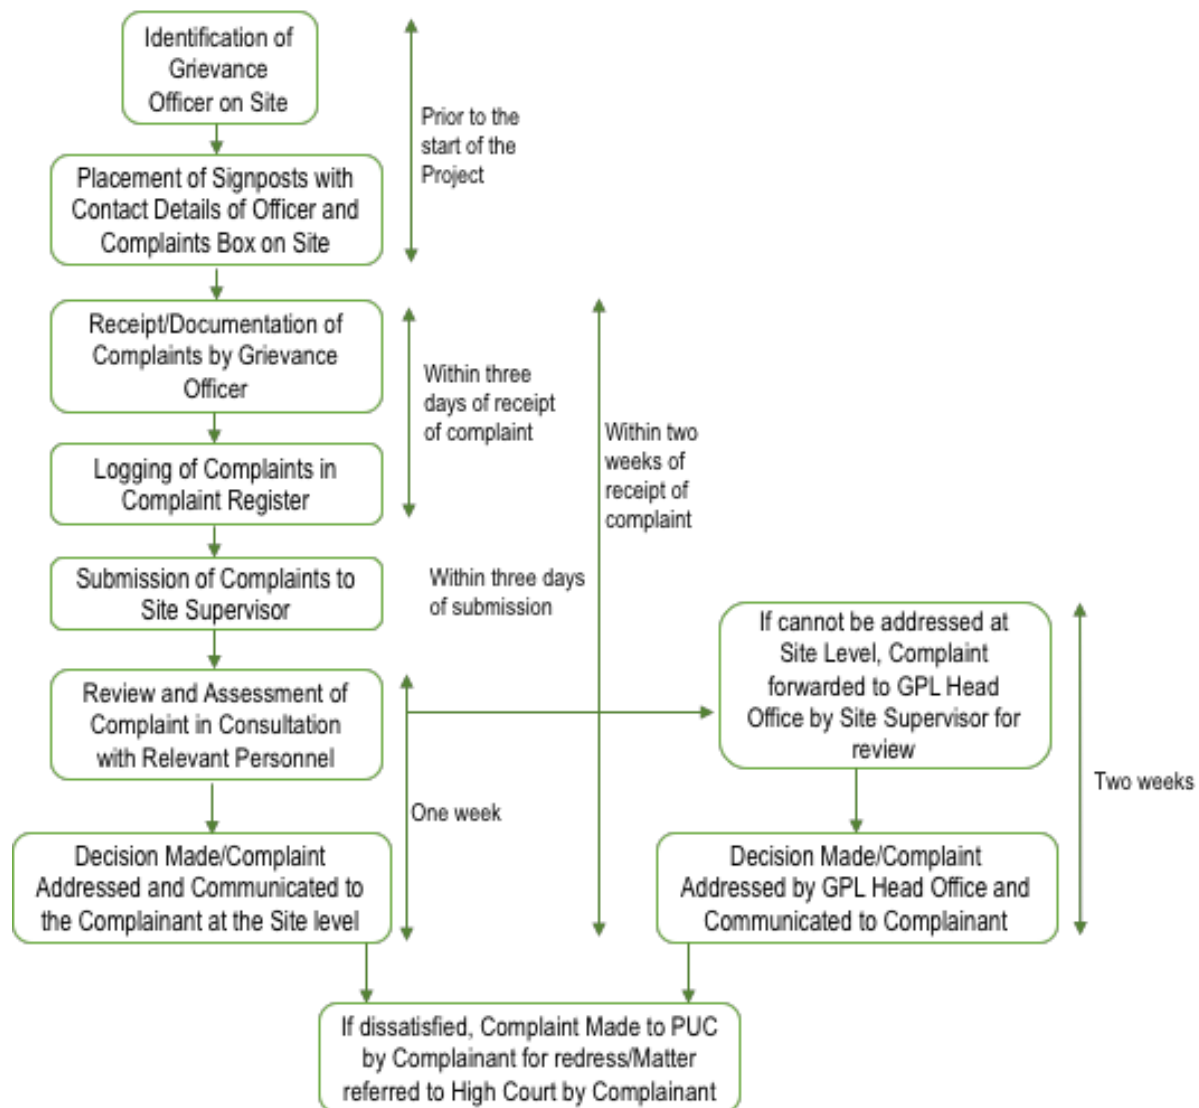 Identification of
Grievance
Officer on Site
Prior to the
start of the
Project
Placement of Signposts with
Contact Details of Officer and
Complaints Box on Site
Receipt/Documentation of
Complaints by Grievance
Officer
Within three
days of receipt
of complaint
Logging of Complaints in
Complaint Register
Within two
weeks of
receipt of
complaint
Submission of Complaints to
Site Supervisor
Within three days
of submission
Review and Assessment of
Complaint in Consultation
with Relevant Personnel
If cannot be addressed at
Site Level, Complaint
forwarded to GPL Head
Office by Site Supervisor for
review
One week
Two weeks
Decision Made/Complaint
Addressed and Communicated to
the Complainant at the Site level
Decision Made/Complaint
Addressed by GPL Head Office and
Communicated to Complainant
If dissatisfied, Complaint Made to PUC
by Complainant for redress/Matter
referred to High Court by Complainant